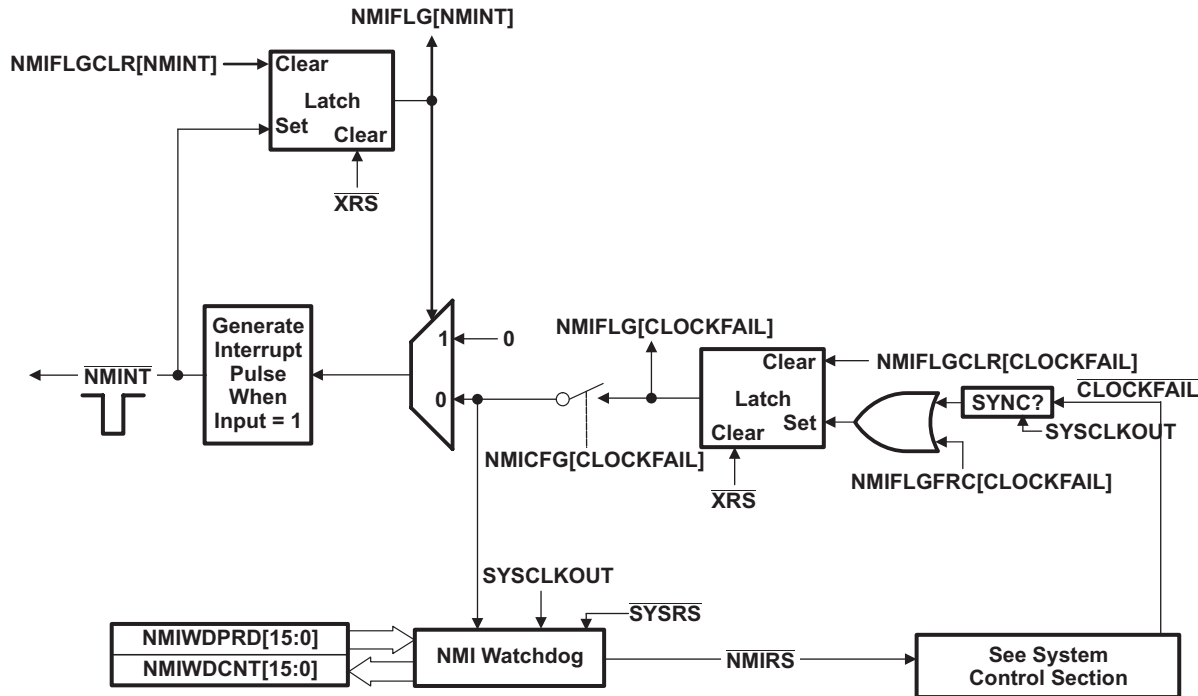 NMIFLG[NMINT]
NMIFLGCLR[NMINT]
Clear
Latch
Set
Clear
XRS
Generate
Interrupt
Pulse
When
Input = 1
NMINT
1
0
0
NMIFLG[CLOCKFAIL]
NMICFG[CLOCKFAIL]
Clear
Latch
Set
Clear
XRS
NMIFLGCLR[CLOCKFAIL]
CLOCKFAIL
SYNC?
SYSCLKOUT
NMIFLGFRC[CLOCKFAIL]
SYSCLKOUT
SYSRS
NMIWDPRD[15:0]
NMIWDCNT[15:0]
NMI Watchdog
NMIRS
See System
Control Section